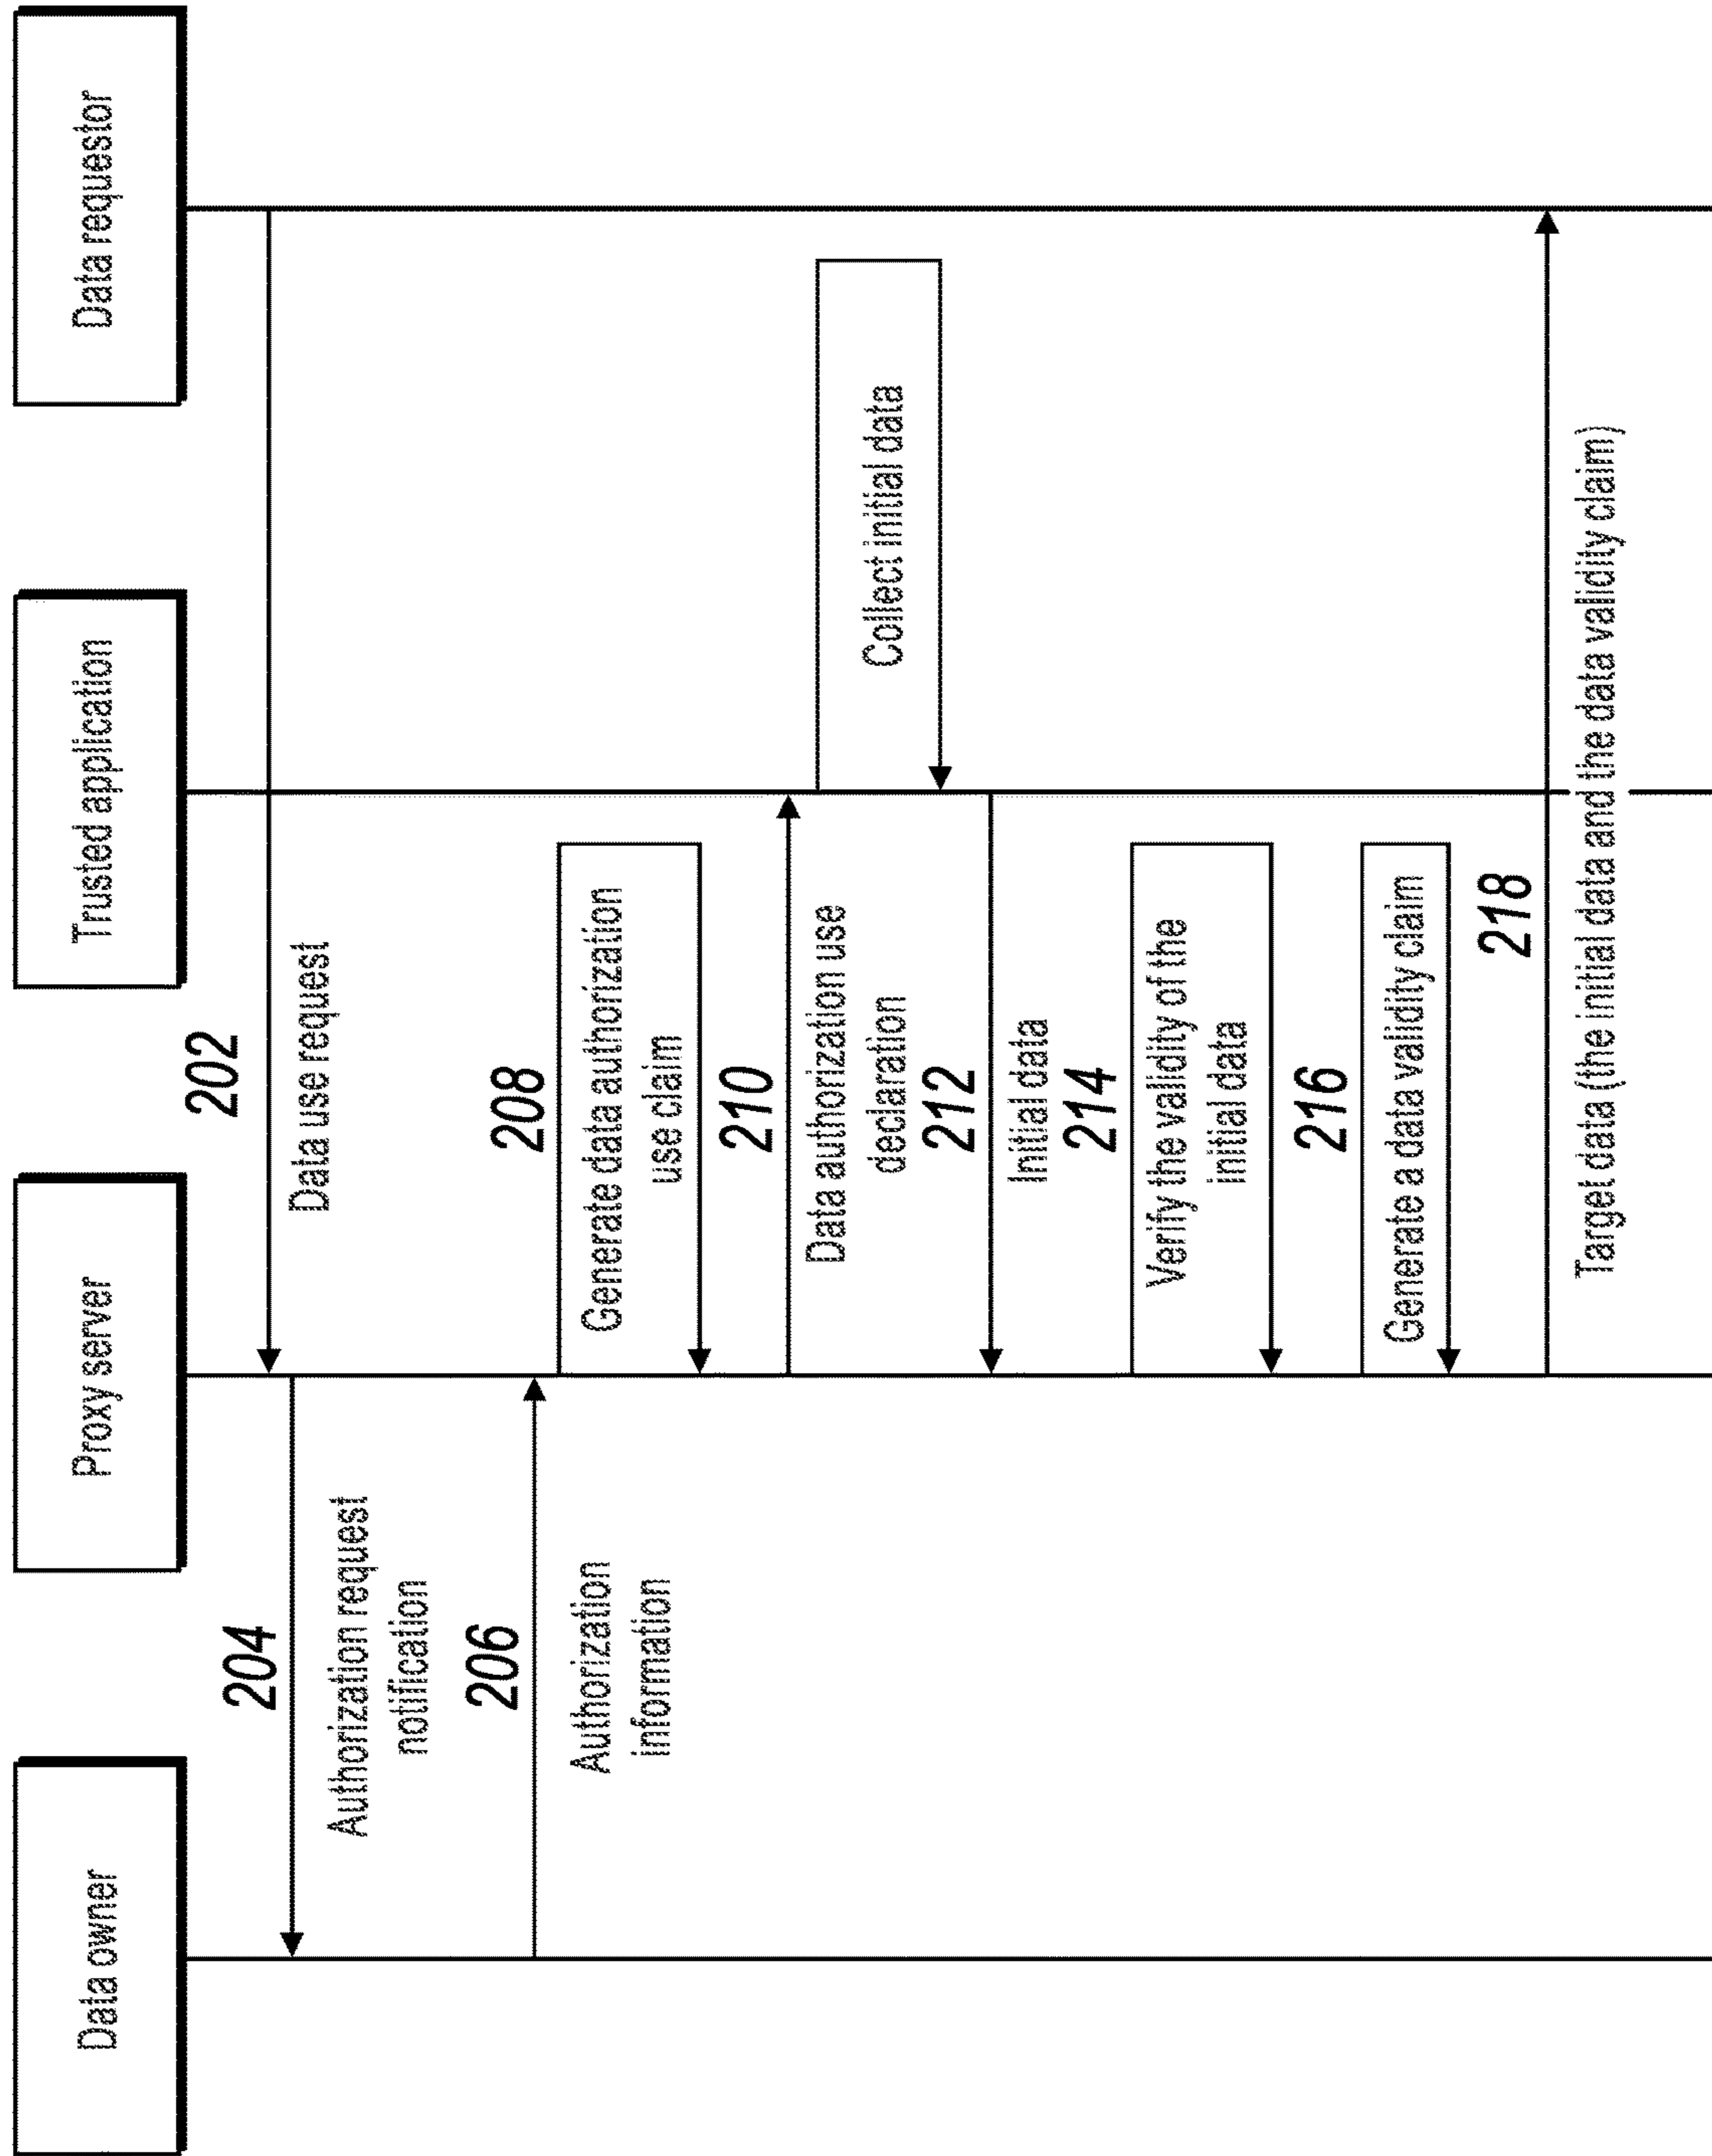 Data owner
Proxy server
Trusted application
Data requestor
202
Data use request
204
Authorization request
notification
206
Authorization
information
208
Generate data authorization
use claim
210
Data authorization use
declaration
Collect initial data
212
Initial data
214
Verify the validity of the
initial data
216
Generate a data validity claim
218
Target data (the initial data and the data validity claim)